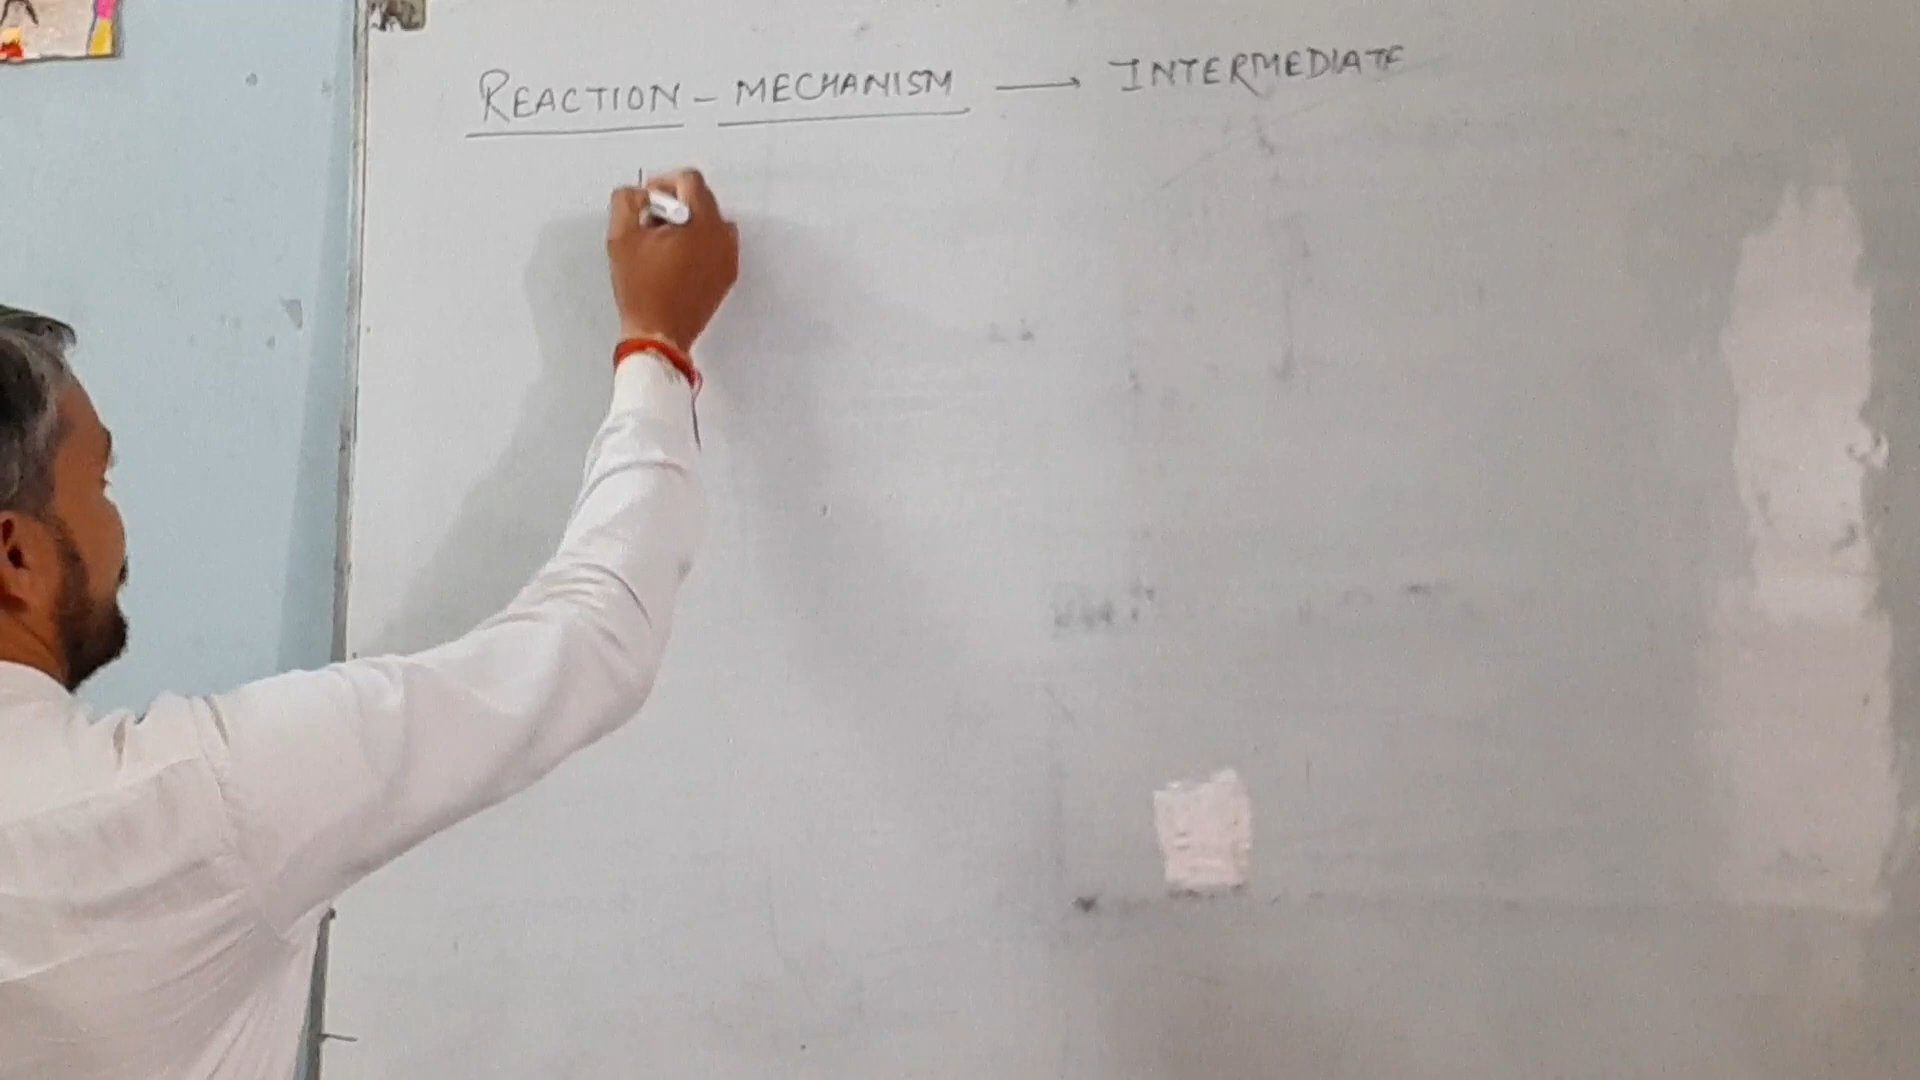 REACTION - MECHANISM → INTERMEDIATE